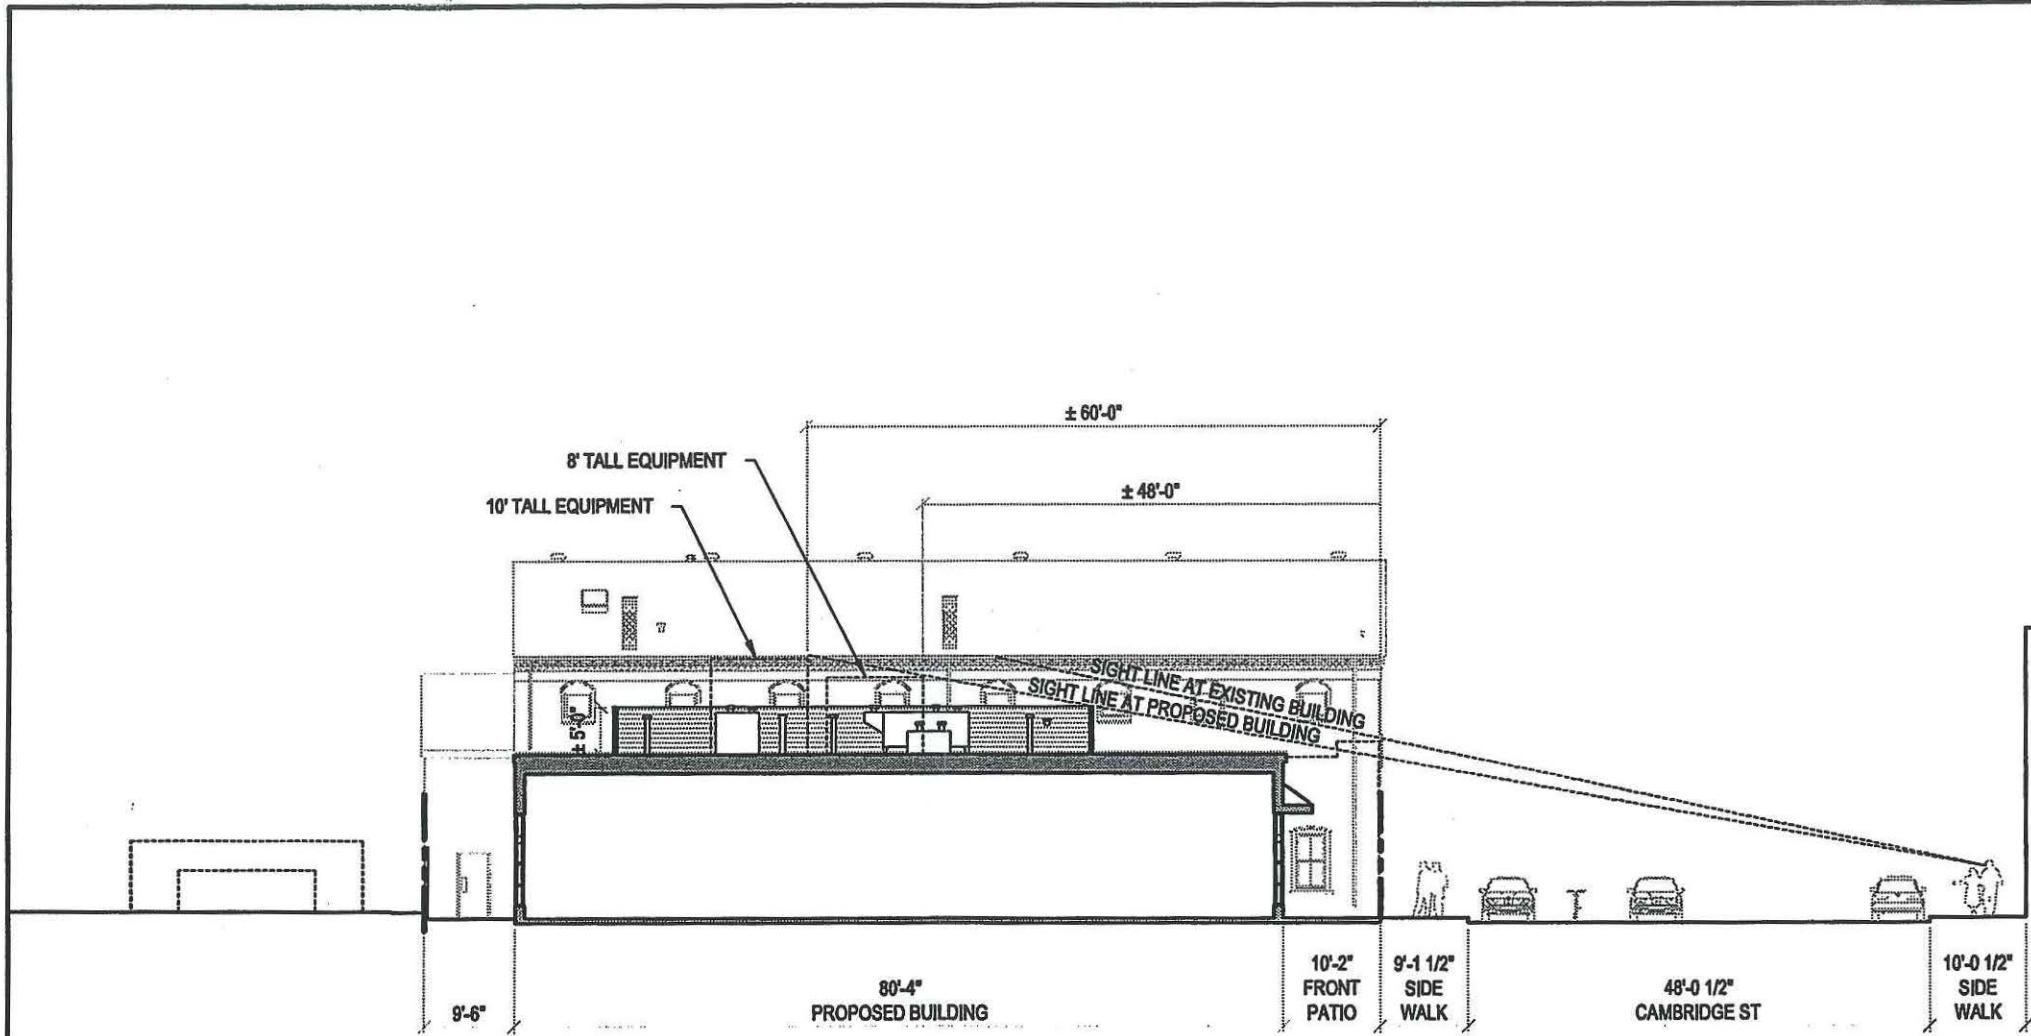 ± 60'-0"
8' TALL EQUIPMENT
± 48'-0"
10' TALL EQUIPMENT
SIGHT LINE AT EXISTING BUILDING
SIGHT LINE AT PROPOSED BUILDING
± 5'-0"
9'-6"
80'-4"
PROPOSED BUILDING
10'-2"
FRONT
PATIO
9'-1 1/2"
SIDE
WALK
48'-0 1/2"
CAMBRIDGE ST
10'-0 1/2"
SIDE
WALK